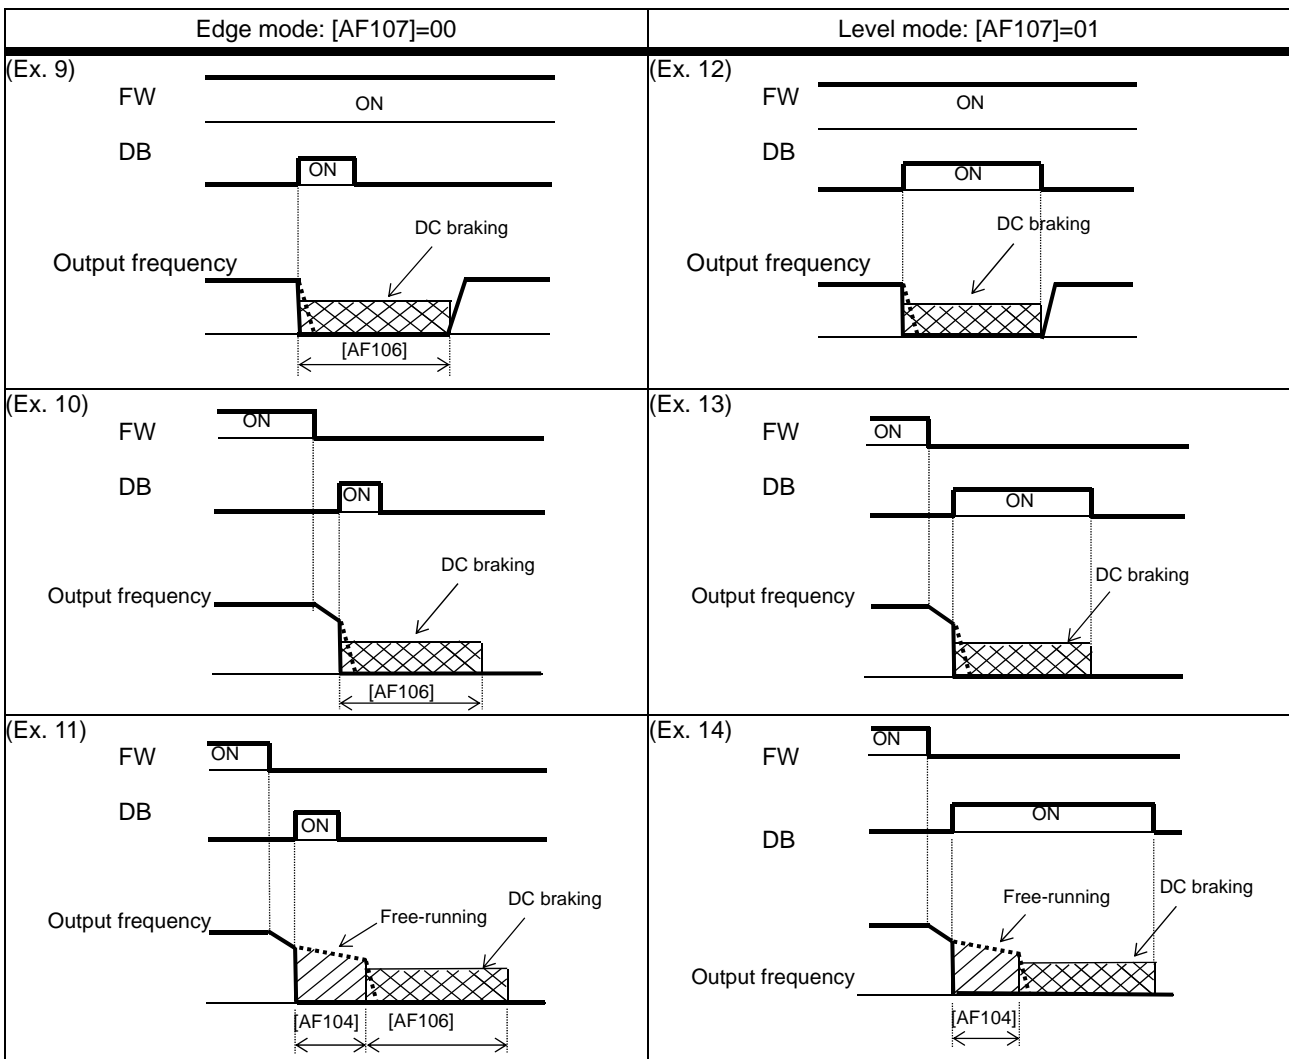 Edge mode: [AF107]=00
Level mode: [AF107]=01
(Ex. 9)
FW
ON
DB
ON
DC braking
Output frequency
[AF106]
(Ex. 12)
FW
ON
DB
ON
DC braking
Output frequency
(Ex. 10)
FW
ON
DB
ON
DC braking
Output frequency
[AF106]
(Ex. 13)
FW
ON
DB
ON
DC braking
Output frequency
(Ex. 11)
FW
ON
DB
ON
DC braking
Free-running
Output frequency
[AF104]
[AF106]
(Ex. 14)
FW
ON
DB
ON
DC braking
Free-running
Output frequency
[AF104]